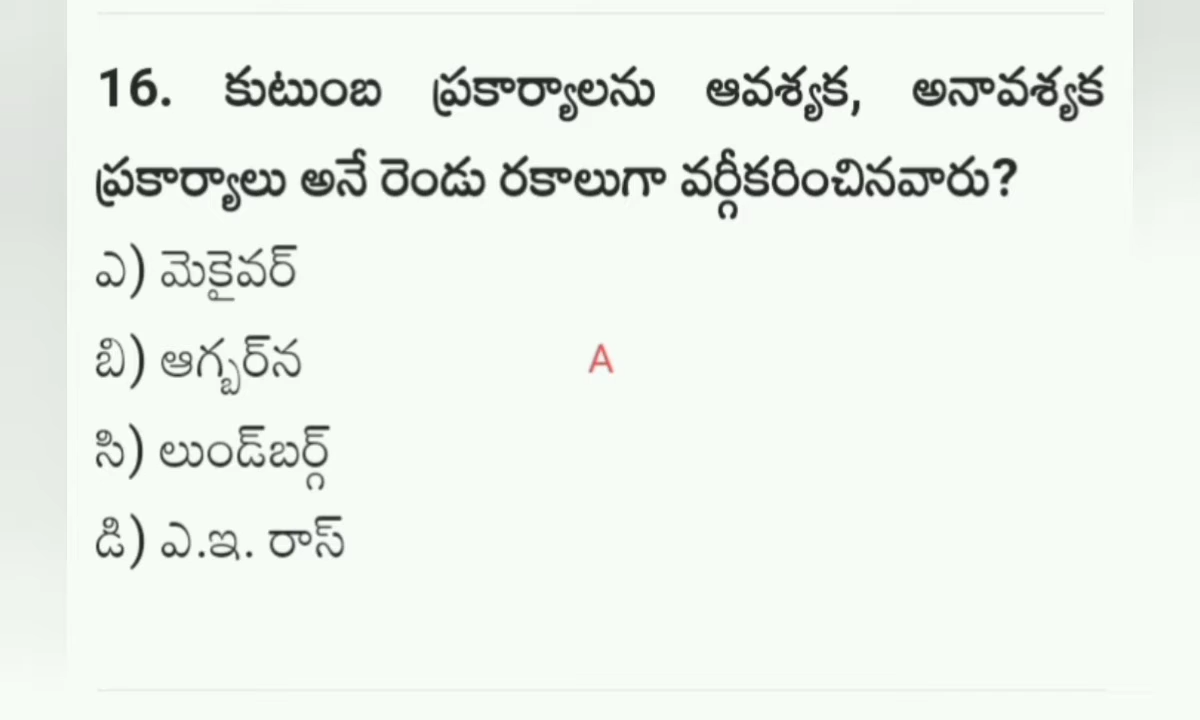 16. కుటుంబ ప్రకార్యాలను ఆవశ్యక, అనావశ్యక
ప్రకార్యాలు అనే రెండు రకాలుగా వర్గీకరించినవారు?
ఎ) మెకైవర్
బి) ఆగ్బర్‌న
A
సి) లుండ్‌బర్గ్
డి) ఎ.ఇ. రాస్